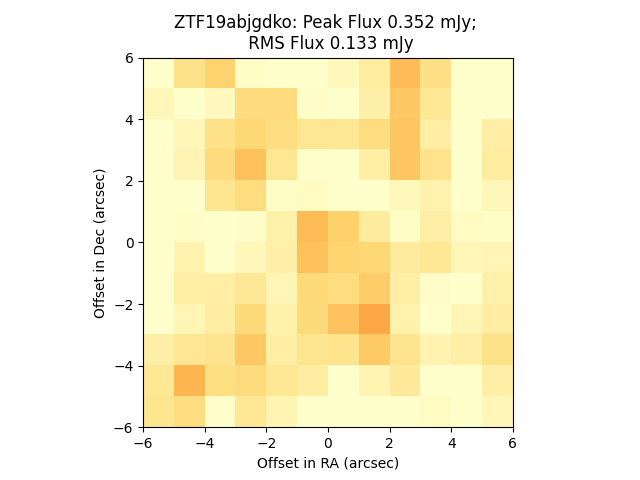 ZTF19abjgdko: Peak Flux 0.352 mJy;
RMS Flux 0.133 mJy
6
4
2
0
−2
−4
−6
Offset in Dec (arcsec)
−6 −4 −2 0 2 4 6
Offset in RA (arcsec)